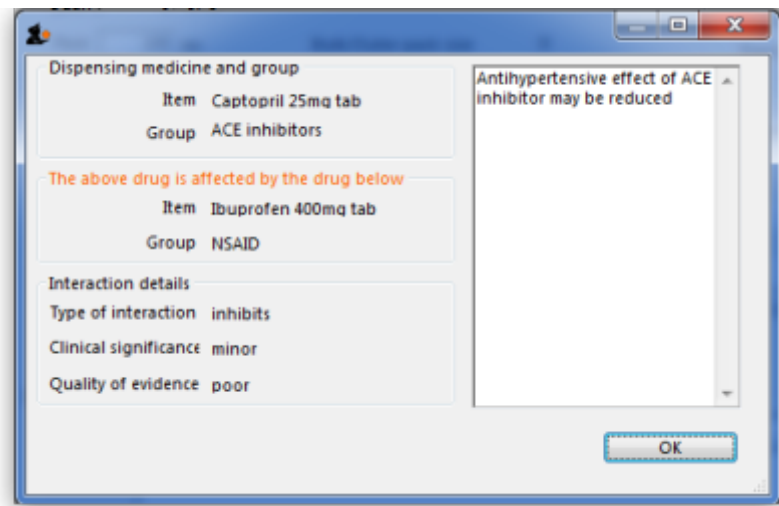 Dispensing medicine and group
Item Captopril 25mg tab
Group ACE inhibitors
The above drug is affected by the drug below
Item Ibuprofen 400mg tab
Group NSAID
Interaction details
Type of interaction inhibits
Clinical significance minor
Quality of evidence poor
Antihypertensive effect of ACE
inhibitor may be reduced
OK